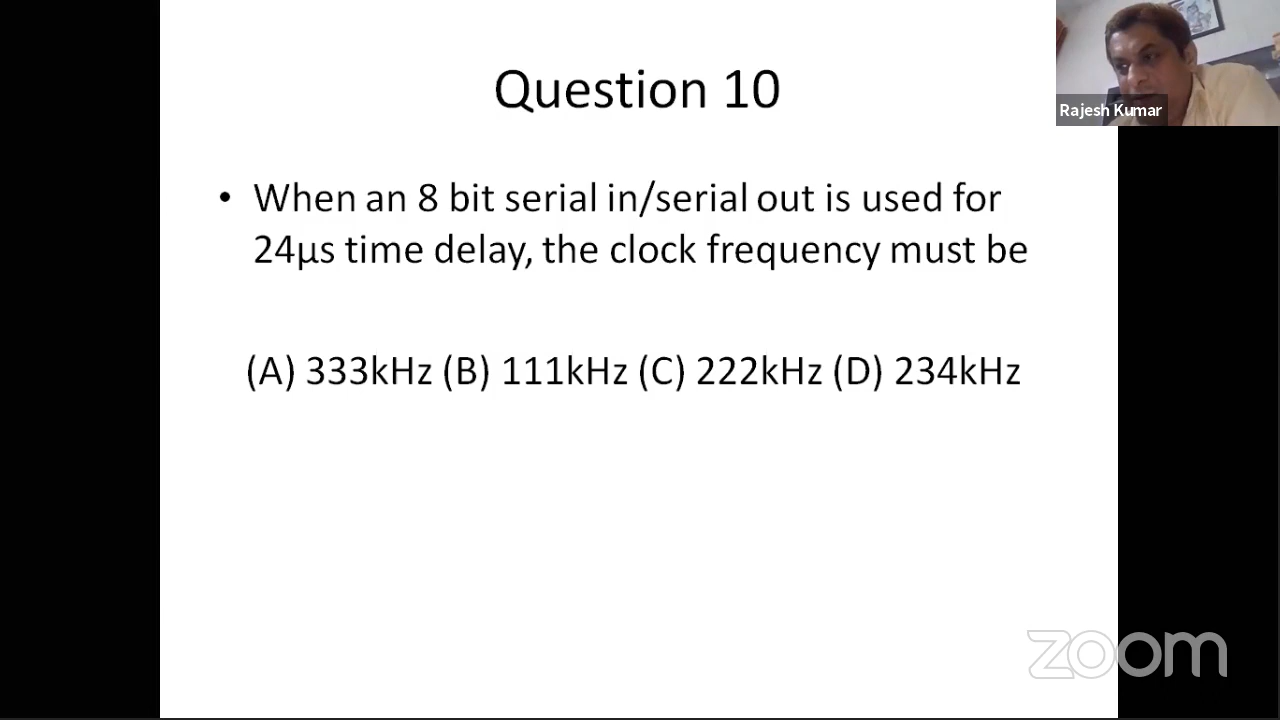 Question 10
Rajesh Kumar
• When an 8 bit serial in/serial out is used for
24µs time delay, the clock frequency must be
(A) 333kHz (B) 111kHz (C) 222kHz (D) 234kHz
zoom